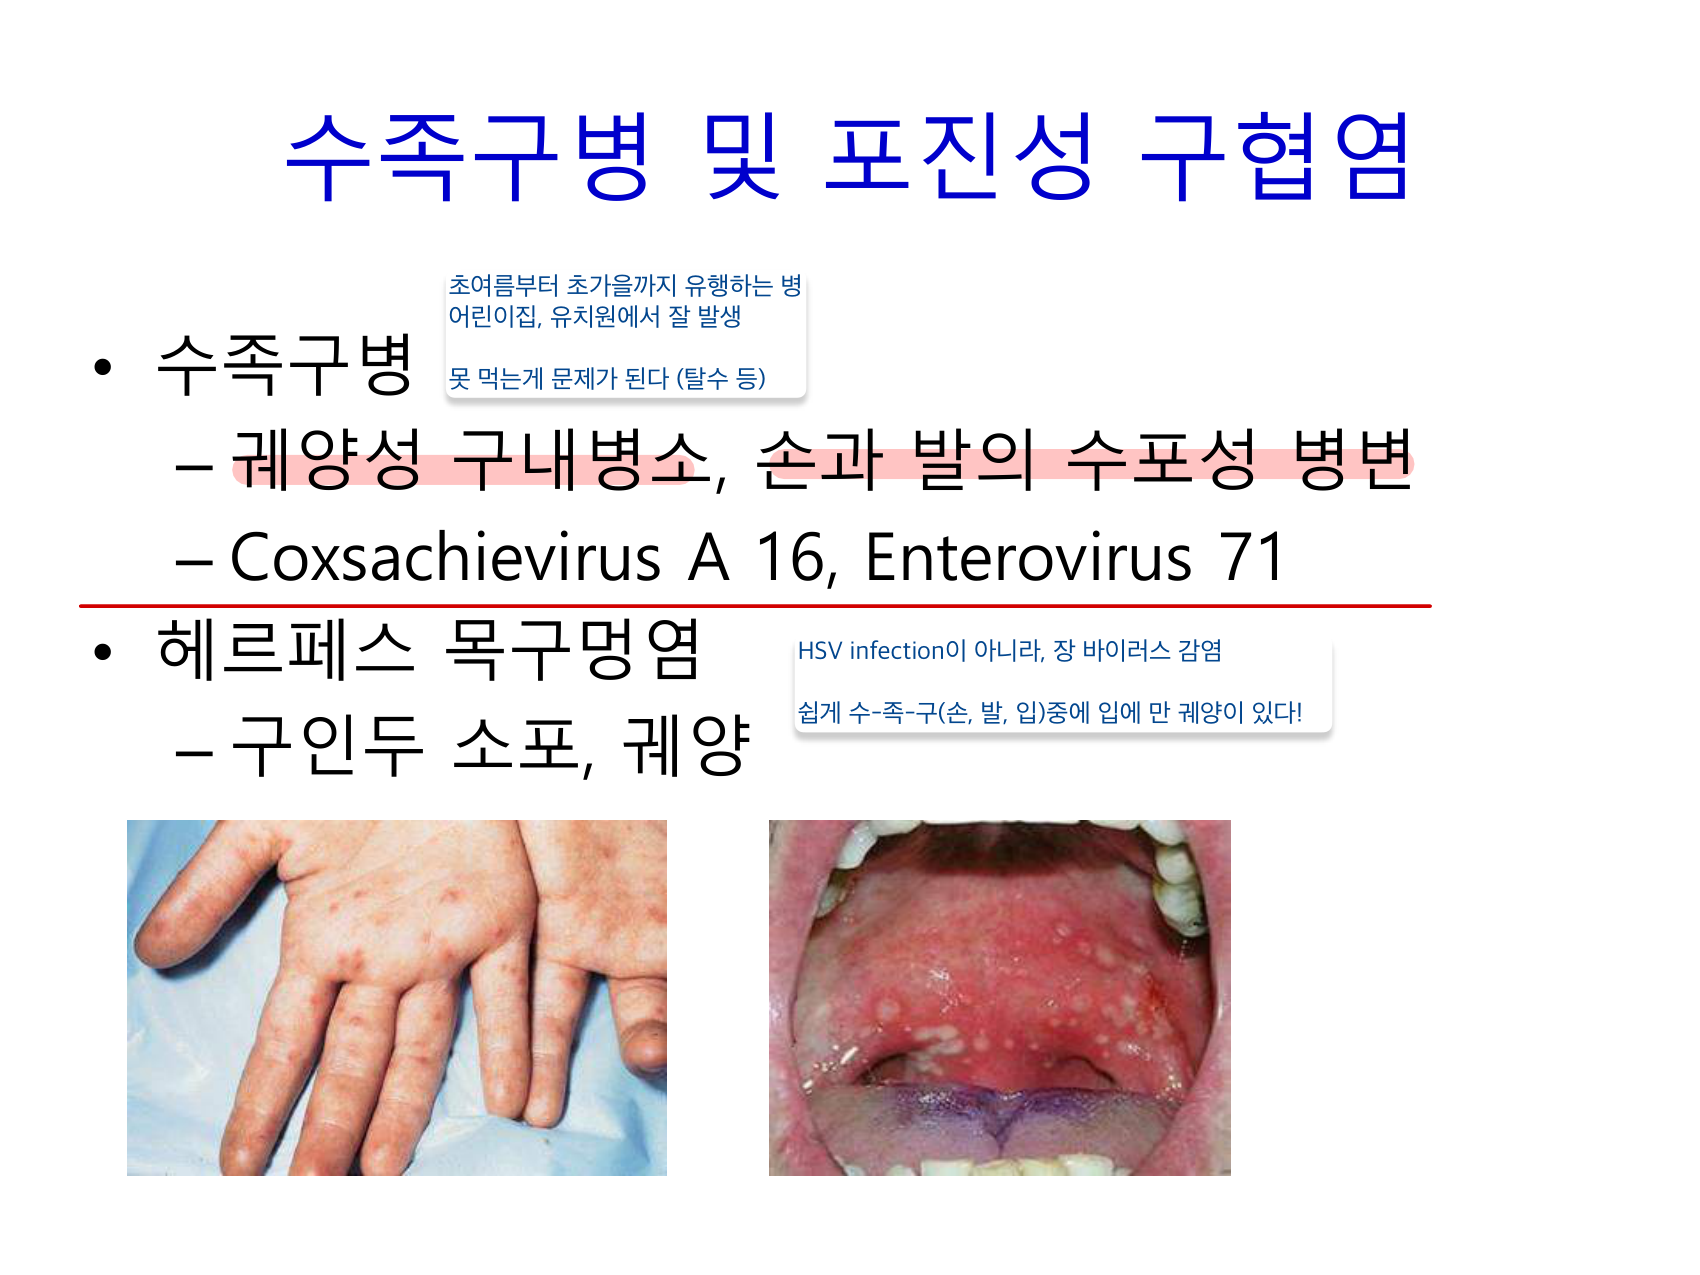 수족구병 및 포진성 구협염
초여름부터 초가을까지 유행하는 병
어린이집, 유치원에서 잘 발생
못 먹는게 문제가 된다 (탈수 등)
• 수족구병
– 궤양성 구내병소, 손과 발의 수포성 병변
– Coxsachievirus A 16, Enterovirus 71
• 헤르페스 목구멍염
HSV infection이 아니라, 장 바이러스 감염
쉽게 수-족-구(손, 발, 입)중에 입에 만 궤양이 있다!
– 구인두 소포, 궤양